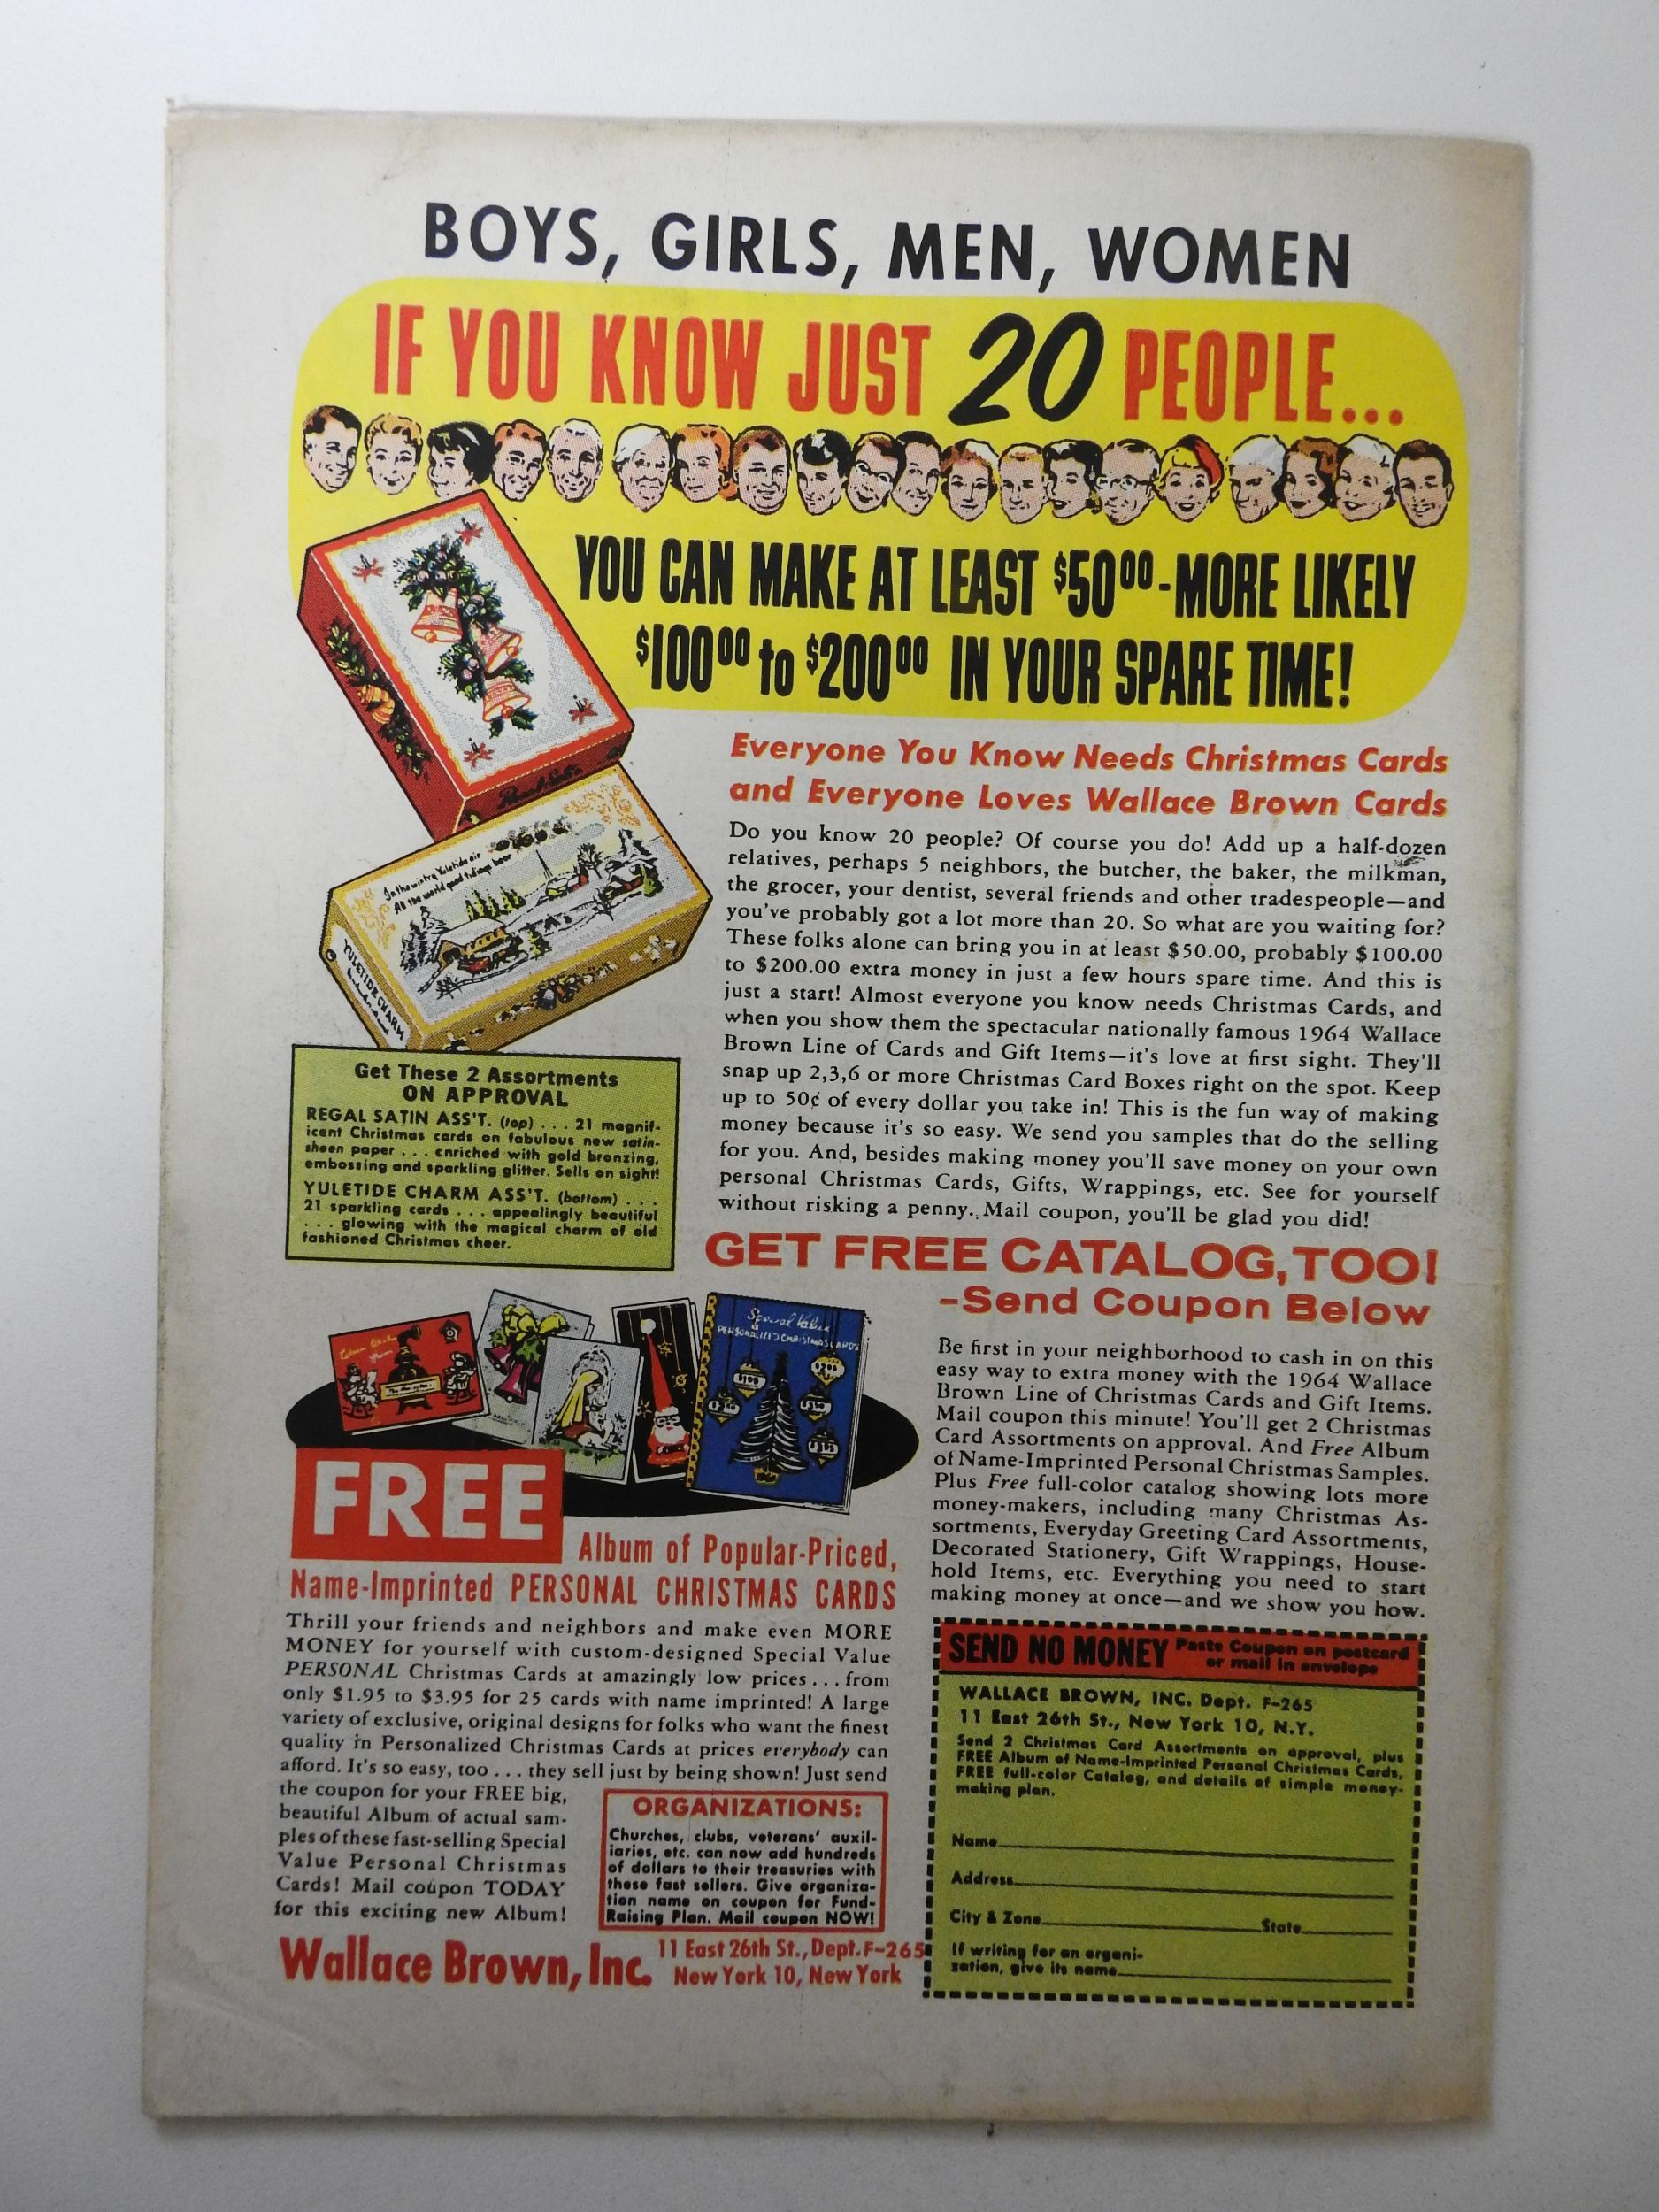 BOYS, GIRLS, MEN, WOMEN
IF YOU KNOW JUST 20 PEOPLE...
YOU CAN MAKE AT LEAST $50⁰⁰-MORE LIKELY
$100⁰⁰ to $200⁰⁰ IN YOUR SPARE TIME!
Regal Satin
In the wintry Yuletide air
All the world good tidings bear
YULETIDE CHARM
Get These 2 Assortments
ON APPROVAL
REGAL SATIN ASS'T. (top) . . . 21 magnif-
icent Christmas cards on fabulous new satin-
sheen paper . . . enriched with gold bronzing,
embossing and sparkling glitter. Sells on sight!
YULETIDE CHARM ASS'T. (bottom) . . .
21 sparkling cards . . . appealingly beautiful
. . . glowing with the magical charm of old
fashioned Christmas cheer.
Everyone You Know Needs Christmas Cards
and Everyone Loves Wallace Brown Cards
Do you know 20 people? Of course you do! Add up a half-dozen
relatives, perhaps 5 neighbors, the butcher, the baker, the milkman,
the grocer, your dentist, several friends and other tradespeople—and
you've probably got a lot more than 20. So what are you waiting for?
These folks alone can bring you in at least $50.00, probably $100.00
to $200.00 extra money in just a few hours spare time. And this is
just a start! Almost everyone you know needs Christmas Cards, and
when you show them the spectacular nationally famous 1964 Wallace
Brown Line of Cards and Gift Items—it's love at first sight. They'll
snap up 2,3,6 or more Christmas Card Boxes right on the spot. Keep
up to 50¢ of every dollar you take in! This is the fun way of making
money because it's so easy. We send you samples that do the selling
for you. And, besides making money you'll save money on your own
personal Christmas Cards, Gifts, Wrappings, etc. See for yourself
without risking a penny. Mail coupon, you'll be glad you did!
GET FREE CATALOG, TOO!
-Send Coupon Below
Be first in your neighborhood to cash in on this
easy way to extra money with the 1964 Wallace
Brown Line of Christmas Cards and Gift Items.
Mail coupon this minute! You'll get 2 Christmas
Card Assortments on approval. And Free Album
of Name-Imprinted Personal Christmas Samples.
Plus Free full-color catalog showing lots more
money-makers, including many Christmas As-
sortments, Everyday Greeting Card Assortments,
Decorated Stationery, Gift Wrappings, House-
hold Items, etc. Everything you need to start
making money at once—and we show you how.
Special Value
PERSONALIZED CHRISTMAS CARDS
FREE
Album of Popular-Priced,
Name-Imprinted PERSONAL CHRISTMAS CARDS
Thrill your friends and neighbors and make even MORE
MONEY for yourself with custom-designed Special Value
PERSONAL Christmas Cards at amazingly low prices . . . from
only $1.95 to $3.95 for 25 cards with name imprinted! A large
variety of exclusive, original designs for folks who want the finest
quality in Personalized Christmas Cards at prices everybody can
afford. It's so easy, too . . . they sell just by being shown! Just send
the coupon for your FREE big,
beautiful Album of actual sam-
ples of these fast-selling Special
Value Personal Christmas
Cards! Mail coupon TODAY
for this exciting new Album!
ORGANIZATIONS:
Churches, clubs, veterans' auxil-
iaries, etc. can now add hundreds
of dollars to their treasuries with
these fast sellers. Give organiza-
tion name on coupon for Fund-
Raising Plan. Mail coupon NOW!
Wallace Brown, Inc. 11 East 26th St., Dept. F-265
New York 10, New York
SEND NO MONEY Paste Coupon on postcard
or mail in envelope
WALLACE BROWN, INC. Dept. F-265
11 East 26th St., New York 10, N.Y.
Send 2 Christmas Card Assortments on approval, plus
FREE Album of Name-Imprinted Personal Christmas Cards,
FREE full-color Catalog, and details of simple money-
making plan.
Name
Address
City & Zone State
If writing for an organi-
zation, give its name